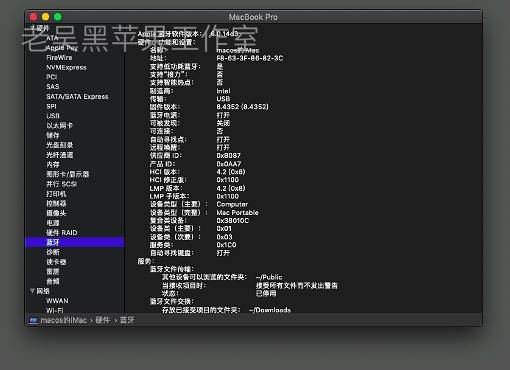 MacBook Pro
老吴黑苹果工作室
硬件
ATA
Apple Pay
FireWire
NVMExpress
PCI
SAS
SATA/SATA Express
SPI
USB
以太网卡
储存
光盘刻录
光纤通道
内存
图形卡/显示器
并行 SCSI
打印机
控制器
摄像头
电源
硬件 RAID
蓝牙
诊断
读卡器
雷雳
音频
网络
WWAN
Wi-Fi
Apple 蓝牙软件版本： 6.0.14d3
硬件、功能和设置：
名称： macos的iMac
地址： F8-63-3F-86-82-3C
支持低功耗蓝牙： 是
支持“接力”： 否
支持智能热点： 否
制造商： Intel
传输： USB
固件版本： 8.4352 (8.4352)
蓝牙电源： 打开
可被发现： 关闭
可连接： 否
自动寻找点： 打开
远程唤醒： 打开
供应商 ID： 0x8087
产品 ID： 0x0AA7
HCI 版本： 4.2 (0x8)
HCI 修正版： 0x1100
LMP 版本： 4.2 (0x8)
LMP 子版本： 0x1100
设备类型（主要）： Computer
设备类型（完整）： Mac Portable
复合类设备： 0x38010C
设备类（主要）： 0x01
设备类（次要）： 0x03
服务类： 0x1C0
自动寻找键盘： 打开
服务：
蓝牙文件传输：
其他设备可以浏览的文件夹： ~/Public
当接收项目时： 接受所有文件而不发出警告
状态： 已停用
蓝牙文件交换：
存放已接受项目的文件夹： ~/Downloads
macos的iMac › 硬件 › 蓝牙